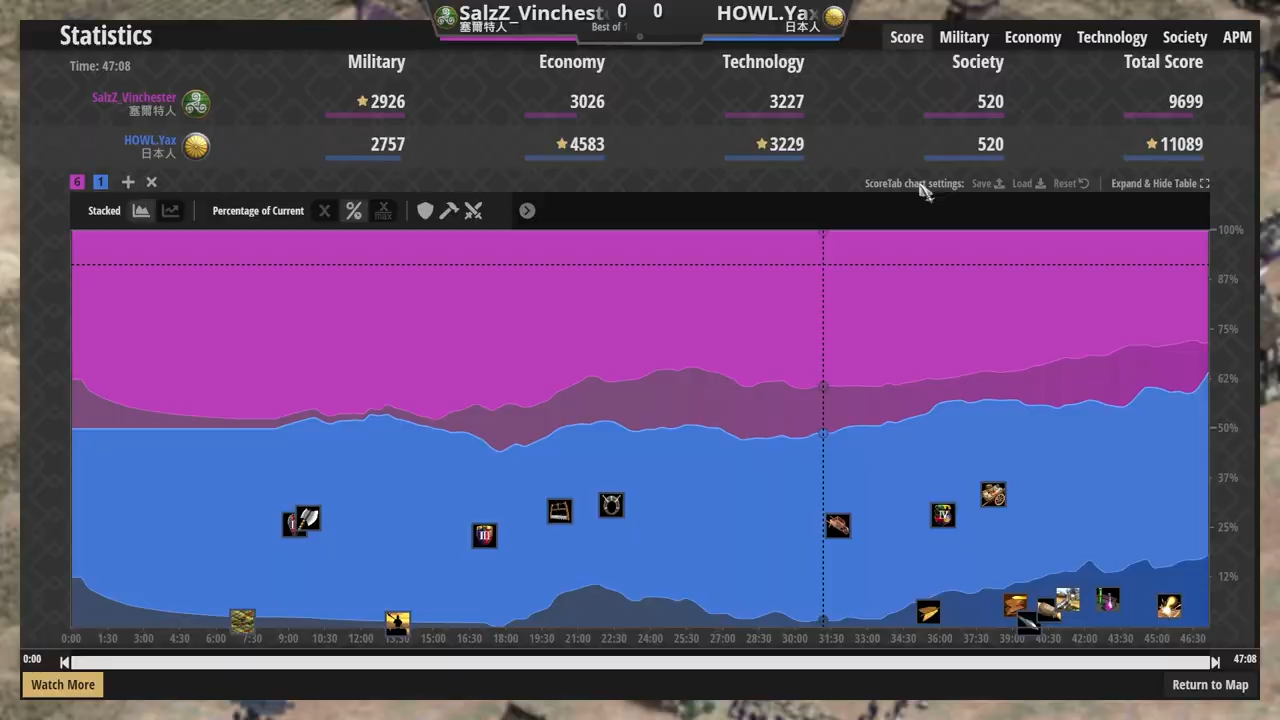 SalzZ_Vinchest 0 0 HOWL.Yax
塞爾特人 Best of 日本人
Statistics
Score Military Economy Technology Society APM
Time: 47:08
Military Economy Technology Society Total Score
SalzZ_Vinchester
塞爾特人
2926 3026 3227 520 9699
HOWL.Yax
日本人
2757 4583 3229 520 11089
6 1
ScoreTab chart settings: Save Load Reset Expand & Hide Table
Stacked Percentage of Current X % X max
100%
87%
75%
62%
50%
37%
25%
12%
I III IV
0:00 1:30 3:00 4:30 6:00 7:30 9:00 10:30 12:00 13:30 15:00 16:30 18:00 19:30 21:00 22:30 24:00 25:30 27:00 28:30 30:00 31:30 33:00 34:30 36:00 37:30 39:00 40:30 42:00 43:30 45:00 46:30
0:00 47:08
Watch More Return to Map